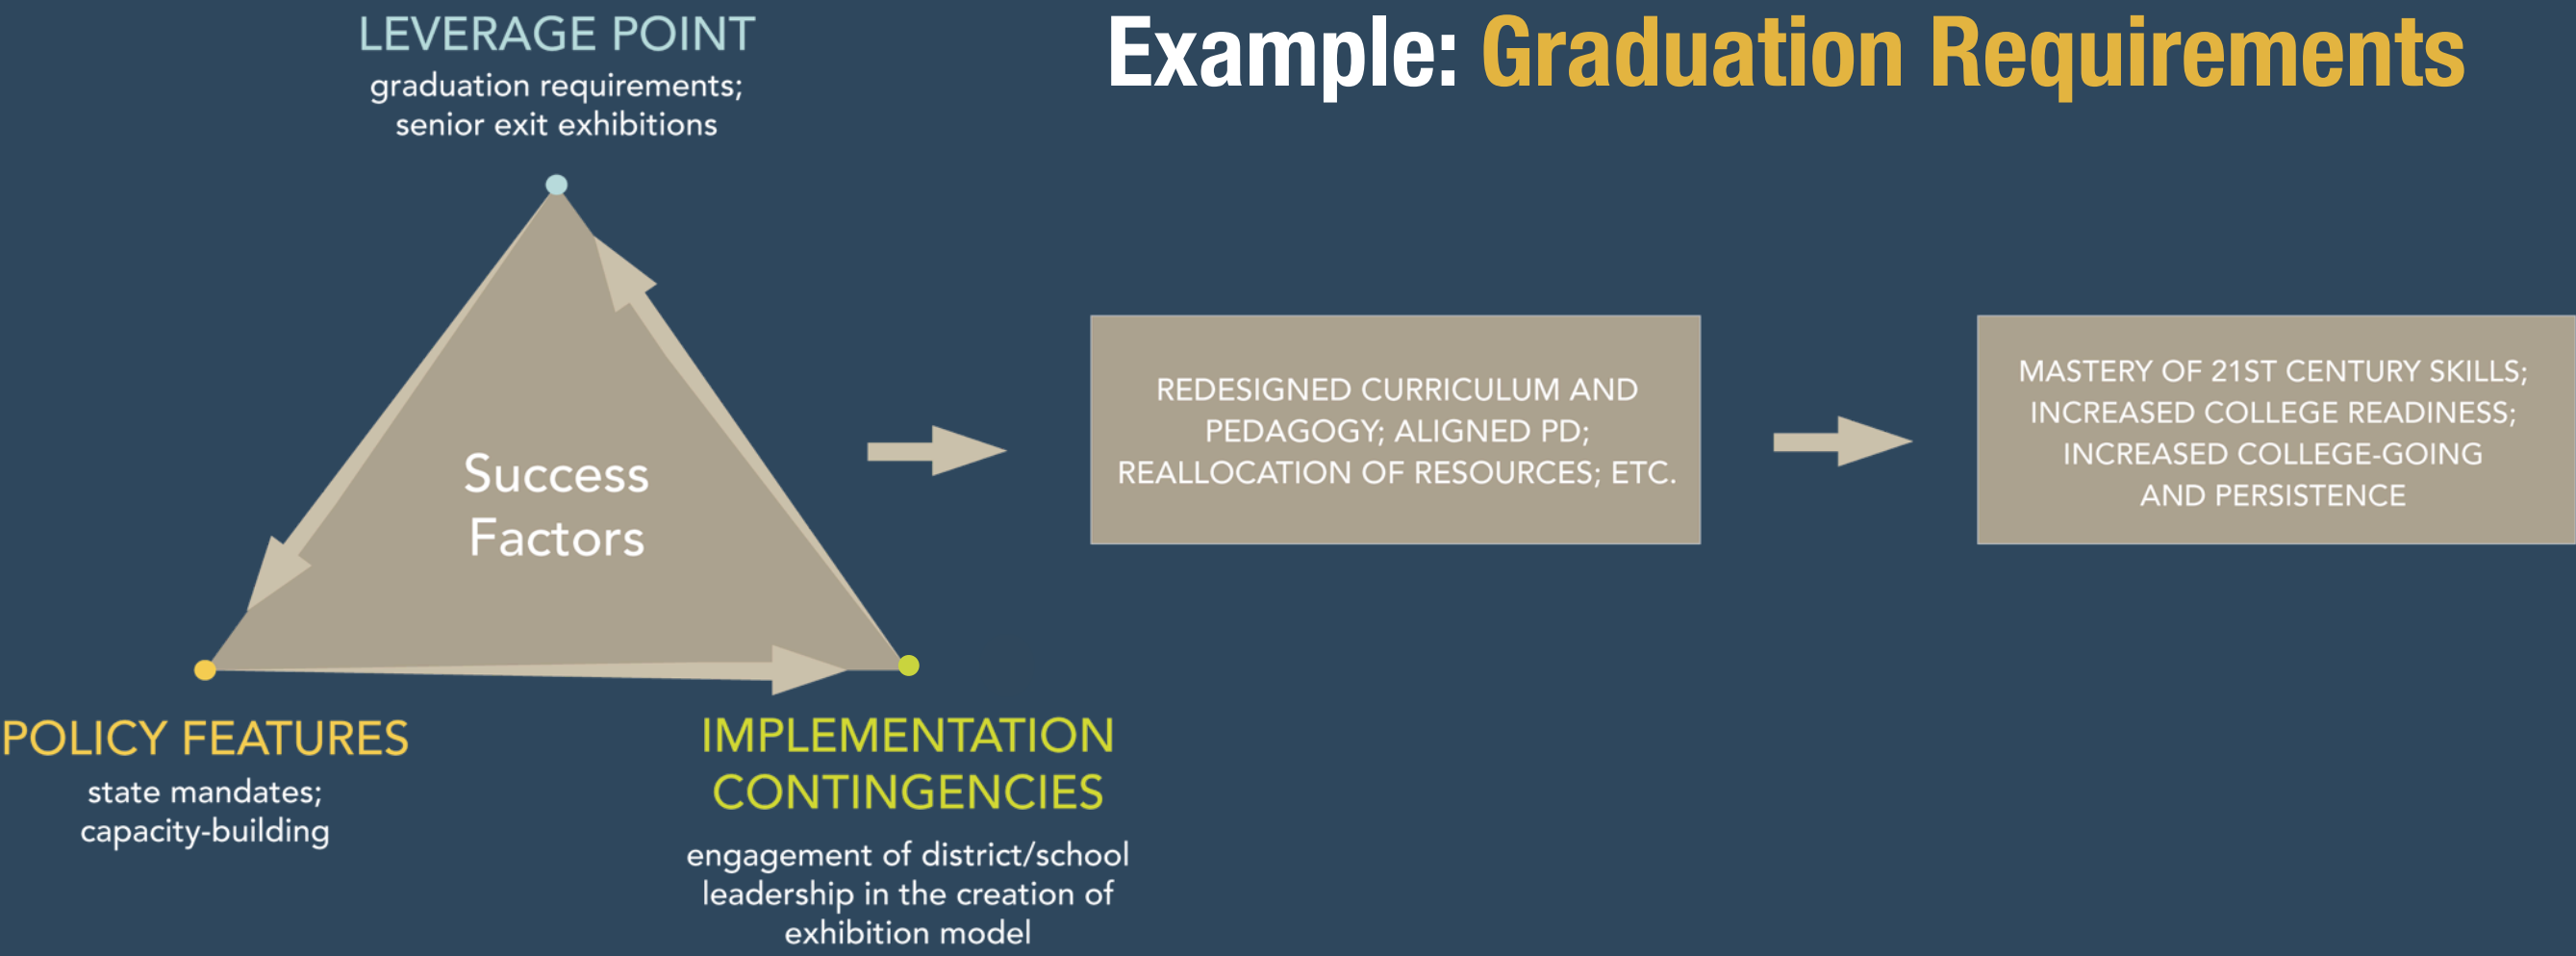 LEVERAGE POINT
graduation requirements;
senior exit exhibitions
Example: Graduation Requirements
Success
Factors
REDESIGNED CURRICULUM AND
PEDAGOGY; ALIGNED PD;
REALLOCATION OF RESOURCES; ETC.
MASTERY OF 21ST CENTURY SKILLS;
INCREASED COLLEGE READINESS;
INCREASED COLLEGE-GOING
AND PERSISTENCE
POLICY FEATURES
state mandates;
capacity-building
IMPLEMENTATION
CONTINGENCIES
engagement of district/school
leadership in the creation of
exhibition model